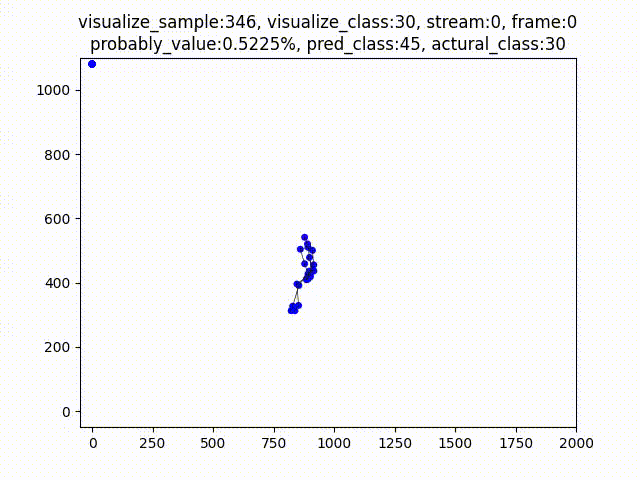 visualize_sample:346, visualize_class:30, stream:0, frame:0
probably_value:0.5225%, pred_class:45, actural_class:30
1000
800
600
400
200
0
0 250 500 750 1000 1250 1500 1750 2000